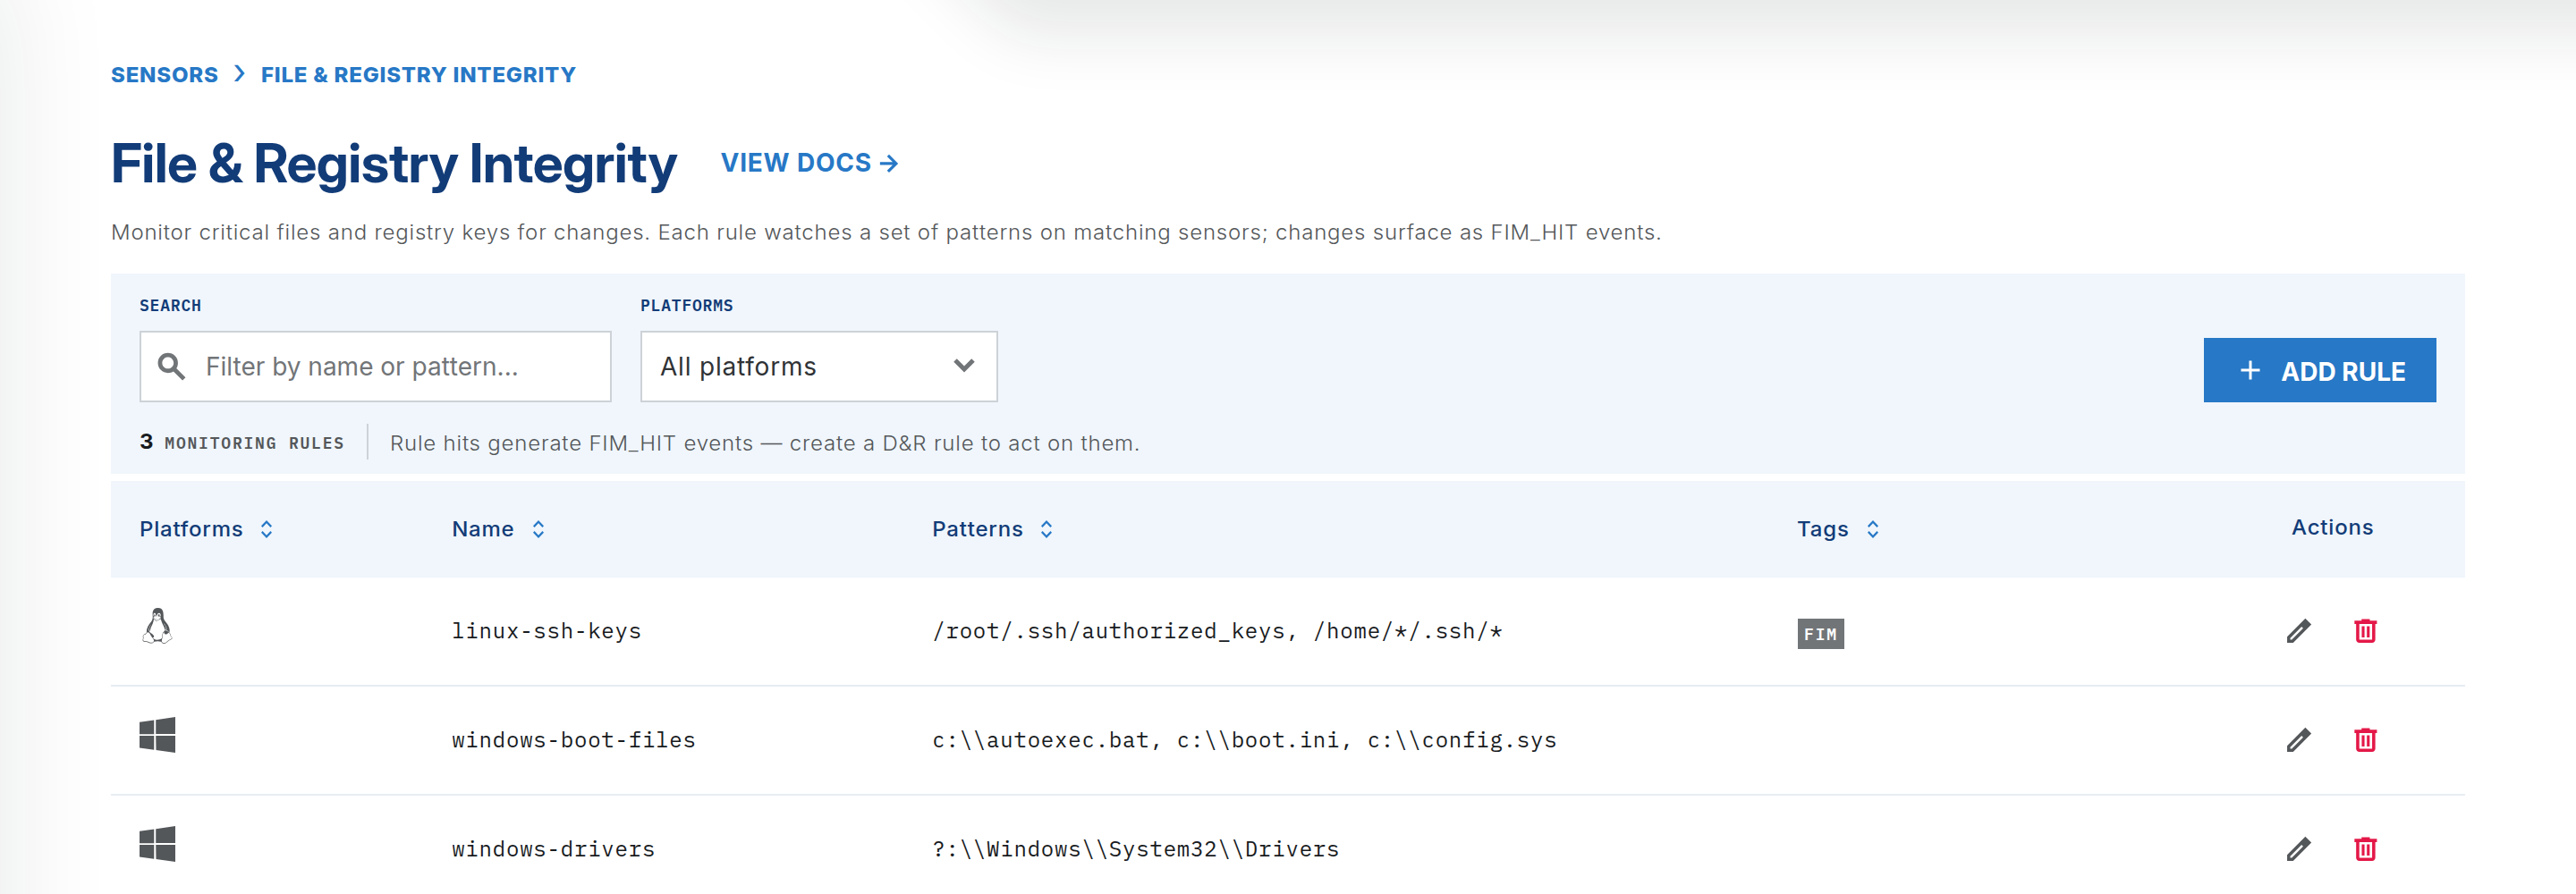 SENSORS > FILE & REGISTRY INTEGRITY
File & Registry Integrity VIEW DOCS →
Monitor critical files and registry keys for changes. Each rule watches a set of patterns on matching sensors; changes surface as FIM_HIT events.
SEARCH PLATFORMS
Filter by name or pattern... All platforms + ADD RULE
3 MONITORING RULES Rule hits generate FIM_HIT events — create a D&R rule to act on them.
Platforms Name Patterns Tags Actions
linux-ssh-keys /root/.ssh/authorized_keys, /home/*/.ssh/* FIM
windows-boot-files c:\\autoexec.bat, c:\\boot.ini, c:\\config.sys
windows-drivers ?:\\Windows\\System32\\Drivers